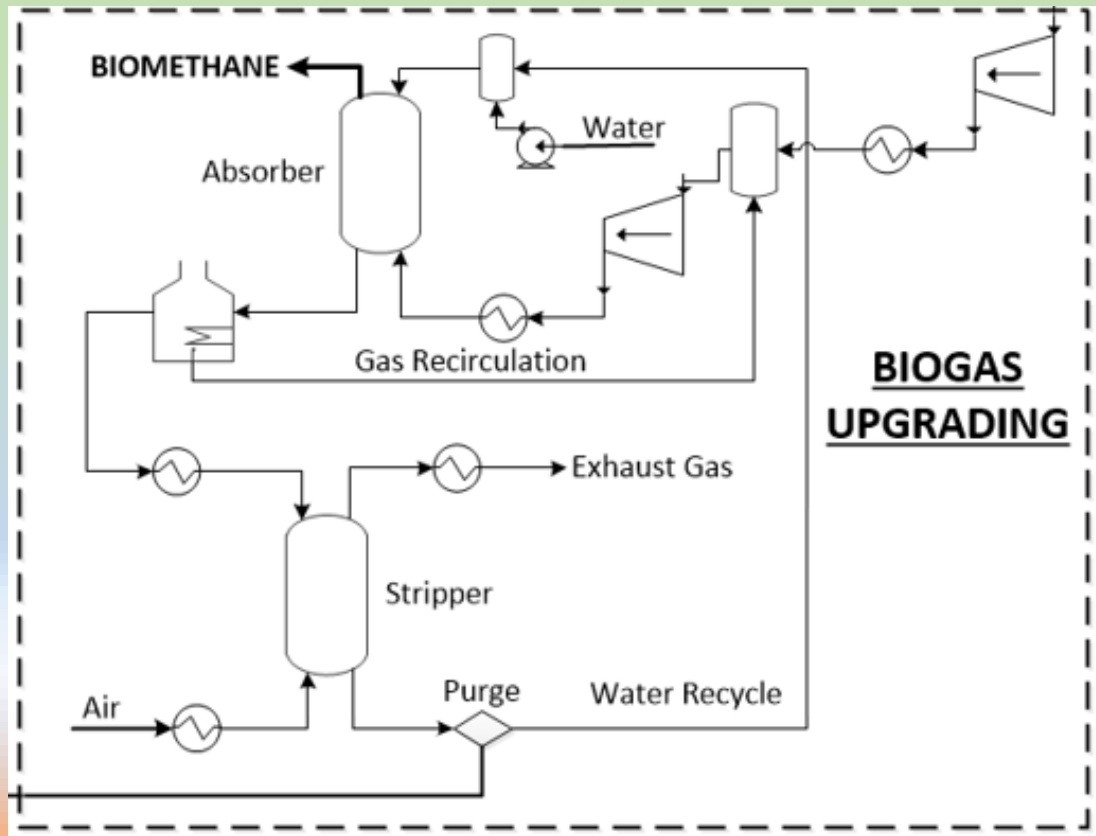 BIOMETHANE
Water
Absorber
Gas Recirculation
BIOGAS
UPGRADING
Exhaust Gas
Stripper
Purge
Water Recycle
Air